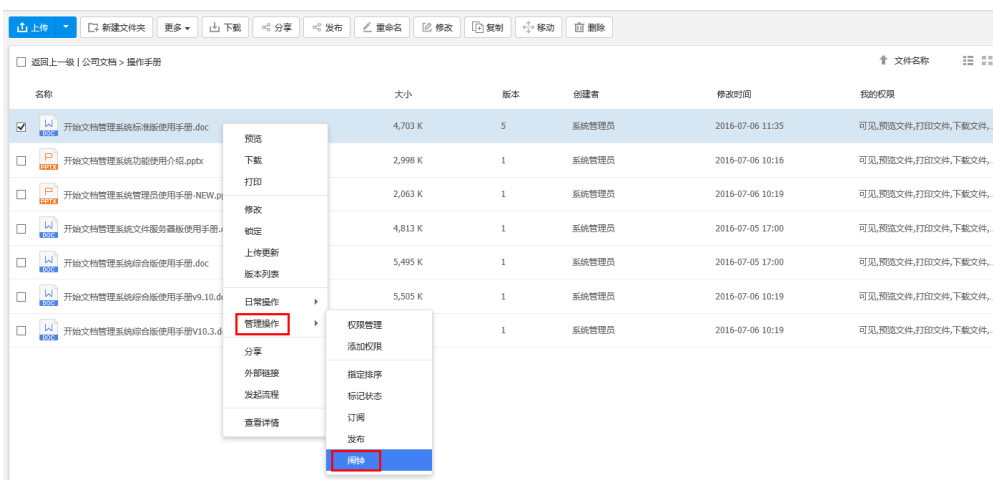 上传 新建文件夹 更多 下载 分享 发布 重命名 修改 复制 移动 删除
返回上一级 | 公司文档 > 操作手册 文件名称
名称 大小 版本 创建者 修改时间 我的权限
开始文档管理系统标准版使用手册.doc 4,703 K 5 系统管理员 2016-07-06 11:35 可见,预览文件,打印文件,下载文件,...
开始文档管理系统功能使用介绍.pptx 2,998 K 1 系统管理员 2016-07-06 10:16 可见,预览文件,打印文件,下载文件,...
开始文档管理系统管理员使用手册-NEW.pp 2,063 K 1 系统管理员 2016-07-06 10:19 可见,预览文件,打印文件,下载文件,...
开始文档管理系统文件服务器版使用手册. 4,813 K 1 系统管理员 2016-07-05 17:00 可见,预览文件,打印文件,下载文件,...
开始文档管理系统综合版使用手册.doc 5,495 K 1 系统管理员 2016-07-05 17:00 可见,预览文件,打印文件,下载文件,...
开始文档管理系统综合版使用手册v9.10.d 5,505 K 1 系统管理员 2016-07-06 10:19 可见,预览文件,打印文件,下载文件,...
开始文档管理系统综合版使用手册V10.3.d 1 系统管理员 2016-07-06 10:19 可见,预览文件,打印文件,下载文件,...
预览
下载
打印
修改
锁定
上传更新
版本列表
日常操作
管理操作
分享
外部链接
发起流程
查看详情
权限管理
添加权限
指定排序
标记状态
订阅
发布
闹钟